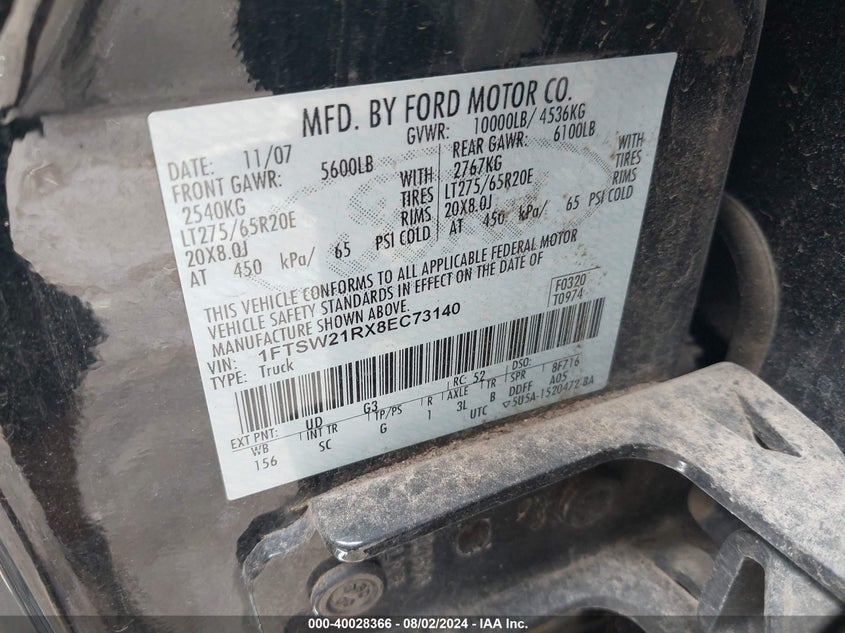 MFD. BY FORD MOTOR CO.
DATE: 11/07 GVWR: 10000LB/ 4536KG
FRONT GAWR: 5600LB REAR GAWR: 6100LB
2540KG WITH 2767KG WITH
LT275/65R20E TIRES LT275/65R20E TIRES
20X8.0J RIMS 20X8.0J RIMS
AT 450 kPa/ 65 PSI COLD AT 450 kPa/ 65 PSI COLD
THIS VEHICLE CONFORMS TO ALL APPLICABLE FEDERAL MOTOR
VEHICLE SAFETY STANDARDS IN EFFECT ON THE DATE OF
MANUFACTURE SHOWN ABOVE.
F0320
T0974
VIN: 1FTSW21RX8EC73140
TYPE: Truck
EXT PNT: UD G3 RC: 52 DSO: 8F716
WB INT TR TP/PS R AXLE TR SPR A05
156 SC G 1 3L B DDFF
UTC 5U5A-1520472-BA
000-40028366 - 08/02/2024 - IAA Inc.